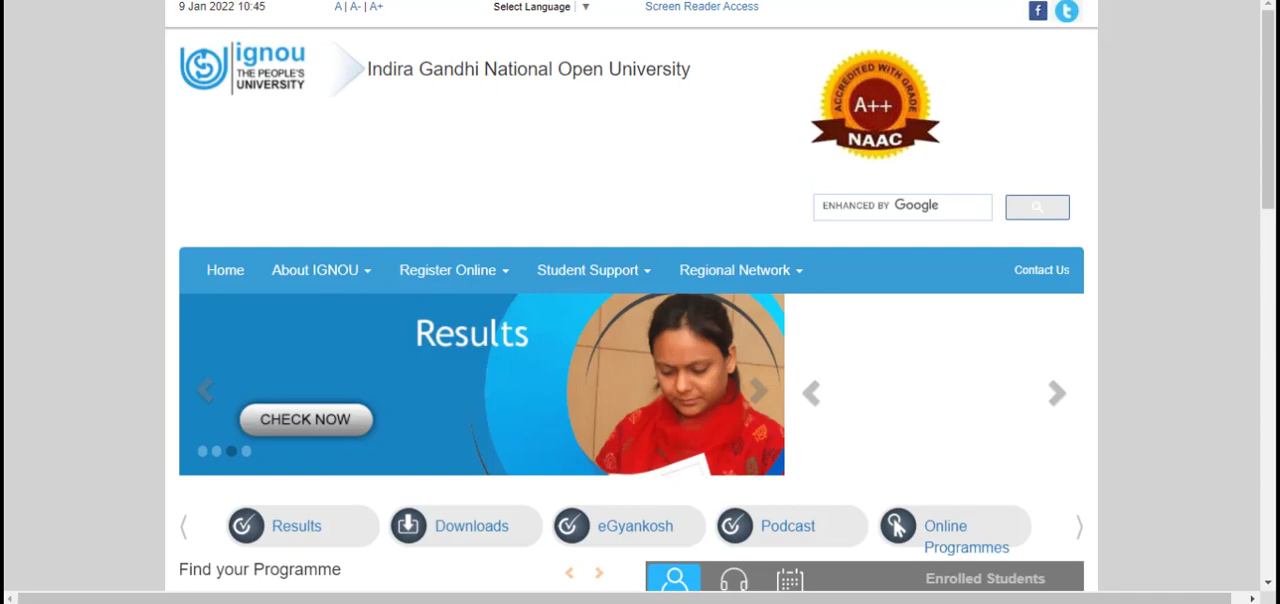 9 Jan 2022 10:45
A | A- | A+
Select Language ▼
Screen Reader Access
ignou
THE PEOPLE'S
UNIVERSITY
Indira Gandhi National Open University
ACCREDITED WITH GRADE
A++
NAAC
ENHANCED BY Google
Home About IGNOU Register Online Student Support Regional Network Contact Us
Results
CHECK NOW
Results Downloads eGyankosh Podcast Online
Programmes
Find your Programme
Enrolled Students